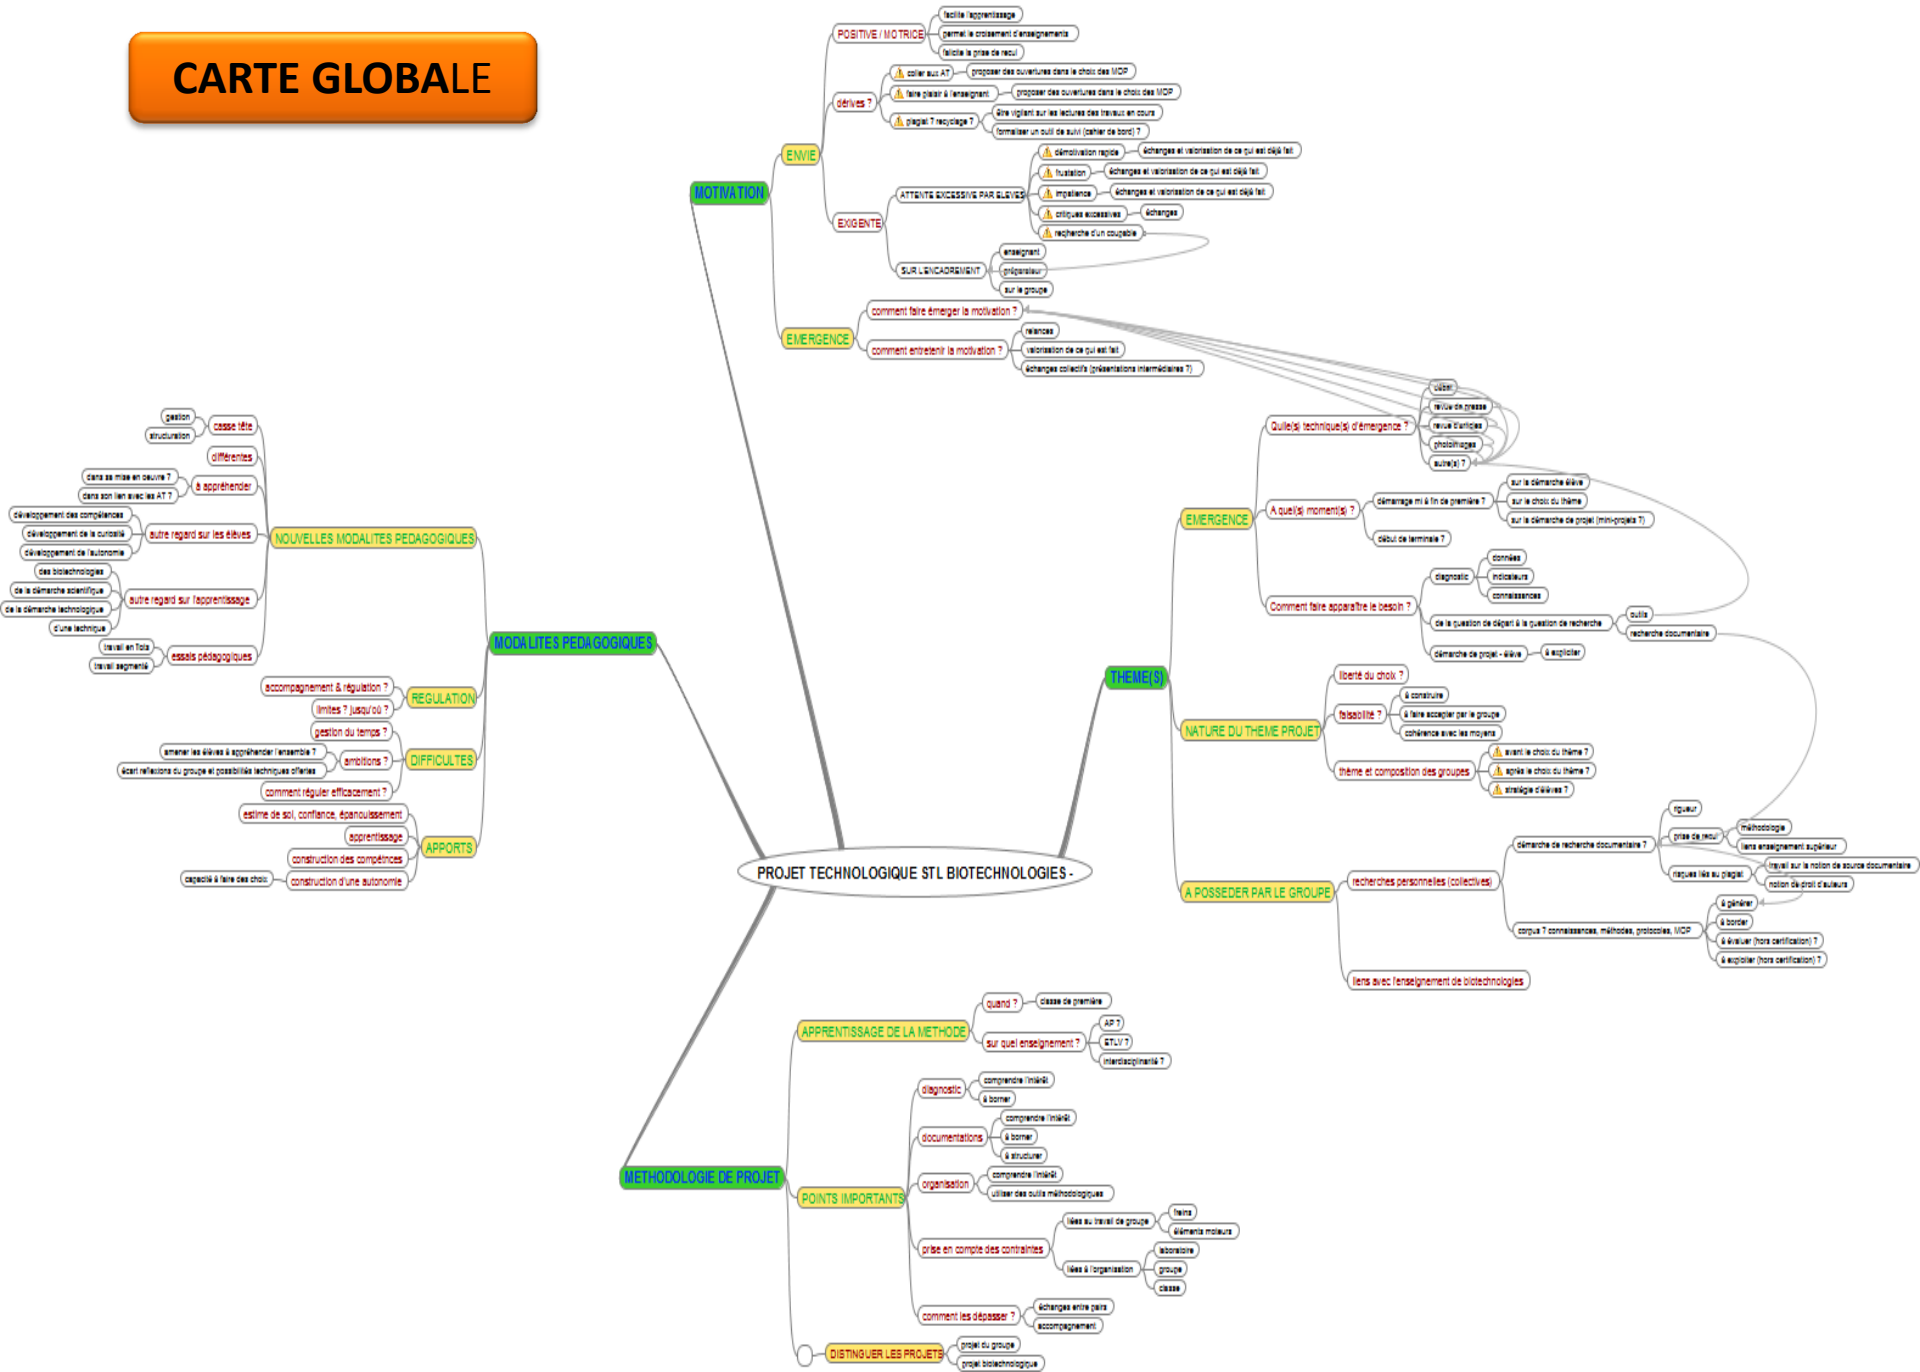 CARTE GLOBALE
PROJET TECHNOLOGIQUE STL BIOTECHNOLOGIES -
MOTIVATION
ENVIE
POSITIVE / MOTRICE
facilite l'apprentissage
permet le croisement d'enseignements
falicite la prise de recul
dérives ?
coller aux AT
proposer des ouvertures dans le choix des MOP
faire plaisir à l'enseignant
proposer des ouvertures dans le choix des MOP
plagiat ? recyclage ?
être vigilant sur les lectures des travaux en cours
formaliser un outil de suivi (cahier de bord) ?
EXIGENTE
ATTENTE EXCESSIVE PAR ELEVES
démotivation rapide
échanges et valorisation de ce qui est déjà fait
frustation
échanges et valorisation de ce qui est déjà fait
impatience
échanges et valorisation de ce qui est déjà fait
critiques excessives
échanges
recjherche d'un coupable
SUR L'ENCADREMENT
enseignant
préparateur
sur le groupe
EMERGENCE
comment faire émerger la motivation ?
comment entretenir la motivation ?
relances
valorisation de ce qui est fait
échanges collectifs (présentations intermédiaires ?)
THEME(S)
EMERGENCE
Qulle(s) technique(s) d'émergence ?
débat
revue de presse
revue d'articles
photoimages
autre(s) ?
A quel(s) moment(s) ?
démarrage mi à fin de première ?
sur la démarche élève
sur le choix du thème
sur la démarche de projet (mini-projets ?)
début de terminale ?
Comment faire apparaître le besoin ?
diagnostic
données
indicateurs
connaissances
de la question de départ à la question de recherche
outils
recherche documentaire
démarche de projet - élève
à expliciter
NATURE DU THEME PROJET
liberté du choix ?
faisabilité ?
à construire
à faire accepter par le groupe
cohérence avec les moyens
thème et composition des groupes
avant le choix du thème ?
après le choix du thème ?
stratégie d'élèves ?
A POSSEDER PAR LE GROUPE
recherches personnelles (collectives)
démarche de recherche documentaire ?
rigueur
prise de recul
méthodologie
liens enseignement supérieur
risques liés au plagiat
travail sur la notion de source documentaire
notion de droit d'auteurs
corpus ? connaissances, méthodes, protocoles, MOP
à générer
à border
à évaluer (hors certification) ?
à exploiter (hors certification) ?
liens avec l'enseignement de biotechnologies
MODALITES PEDAGOGIQUES
NOUVELLES MODALITES PEDAGOGIQUES
casse tête
gestion
structuration
différentes
à appréhender
dans sa mise en oeuvre ?
dans son lien avec les AT ?
autre regard sur les élèves
développement des compétences
développement de la curiosité
développement de l'autonomie
autre regard sur l'apprentissage
des biotechnologies
de la démarche scientifique
de la démarche technologique
d'une technique
essais pédagogiques
travail en îlots
travail segmenté
REGULATION
accompagnement & régulation ?
limites ? jusqu'où ?
DIFFICULTES
gestion du temps ?
ambitions ?
amener les élèves à appréhender l'ensemble ?
écart reflexions du groupe et possibilités techniques offertes
comment réguler efficacement ?
APPORTS
estime de soi, confiance, épanouissement
apprentissage
construction des compétnces
construction d'une autonomie
capacité à faire des choix
METHODOLOGIE DE PROJET
APPRENTISSAGE DE LA METHODE
quand ?
classe de première
sur quel enseignement ?
AP ?
ETLV ?
interdisciplinarité ?
POINTS IMPORTANTS
diagnostic
comprendre l'intérêt
à borner
documentations
comprendre l'intérêt
à borner
à structurer
organisation
comprendre l'intérêt
utiliser des outils méthodologiques
prise en compte des contraintes
liées au travail de groupe
freins
éléments moteurs
liées à l'organisation
laboratoire
groupe
classe
comment les dépasser ?
échanges entre pairs
accompagnement
DISTINGUER LES PROJETS
projet du groupe
projet biotechnologique